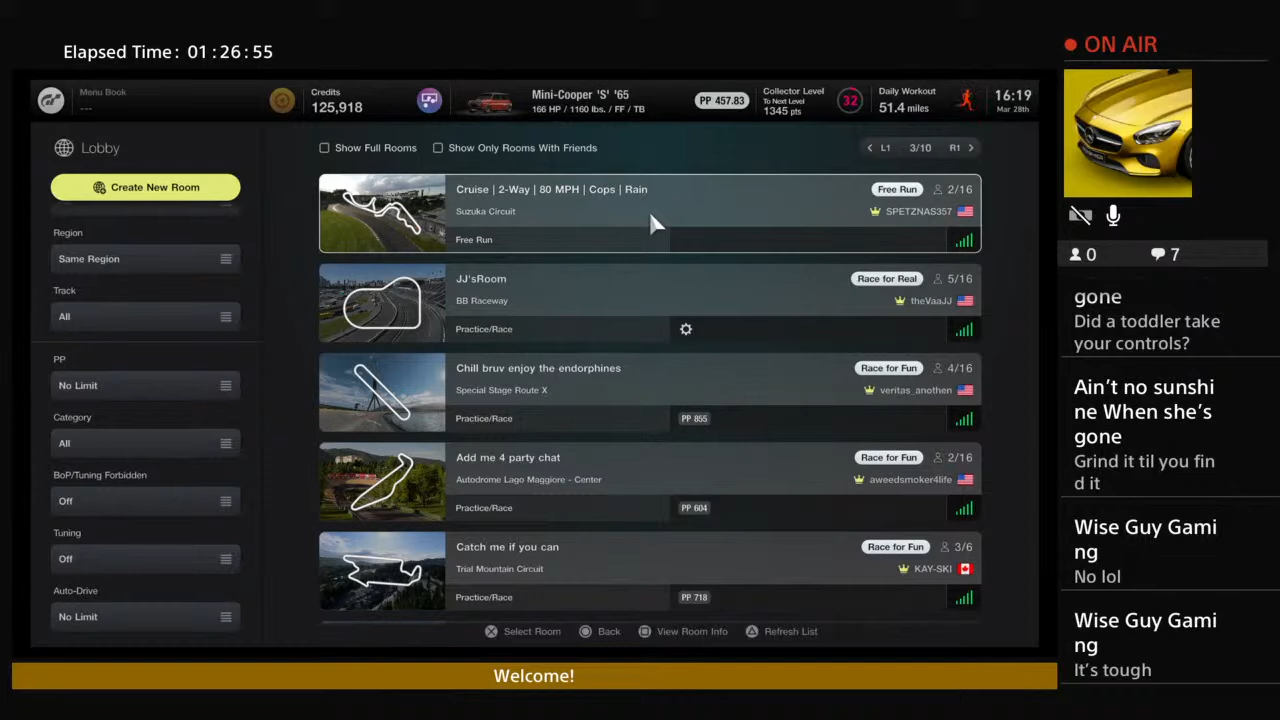 Elapsed Time: 01:26:55
ON AIR
Menu Book
---
Credits
125,918
Mini-Cooper 'S' '65
166 HP / 1160 lbs. / FF / TB
PP 457.83
Collector Level
To Next Level
1345 pts
32
Daily Workout
51.4 miles
16:19
Mar 28th
Lobby
Create New Room
Region
Same Region
Track
All
PP
No Limit
Category
All
BoP/Tuning Forbidden
Off
Tuning
Off
Auto-Drive
No Limit
Show Full Rooms
Show Only Rooms With Friends
L1 3/10 R1
Cruise | 2-Way | 80 MPH | Cops | Rain
Free Run 2/16
Suzuka Circuit
SPETZNAS357
Free Run
JJ'sRoom
Race for Real 5/16
BB Raceway
theVaaJJ
Practice/Race
Chill bruv enjoy the endorphines
Race for Fun 4/16
Special Stage Route X
veritas_anothen
Practice/Race
PP 855
Add me 4 party chat
Race for Fun 2/16
Autodrome Lago Maggiore - Center
aweedsmoker4life
Practice/Race
PP 604
Catch me if you can
Race for Fun 3/6
Trial Mountain Circuit
KAY-SKI
Practice/Race
PP 718
Select Room
Back
View Room Info
Refresh List
Welcome!
0
7
gone
Did a toddler take
your controls?
Ain't no sunshi
ne When she's
gone
Grind it til you fin
d it
Wise Guy Gami
ng
No lol
Wise Guy Gami
ng
It's tough